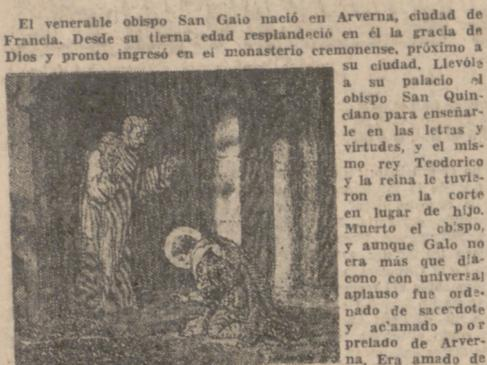 El venerable obispo San Galo nació en Arverna, ciudad de
Francia. Desde su tierna edad resplandeció en él la gracia de
Dios y pronto ingresó en el monasterio cremonense, próximo a
su ciudad, Llevóle
a su palacio el
obispo San Quin-
ciano para enseñar-
le en las letras y
virtudes, y el mis-
mo rey Teodorico
y la reina le tuvie-
ron en la corte
en lugar de hijo.
Muerto el obispo,
y aunque Galo no
era más que diá-
cono, con universal
aplauso fue orde-
nado de sacerdote
y aclamado por
prelado de Arver-
na. Era amado de